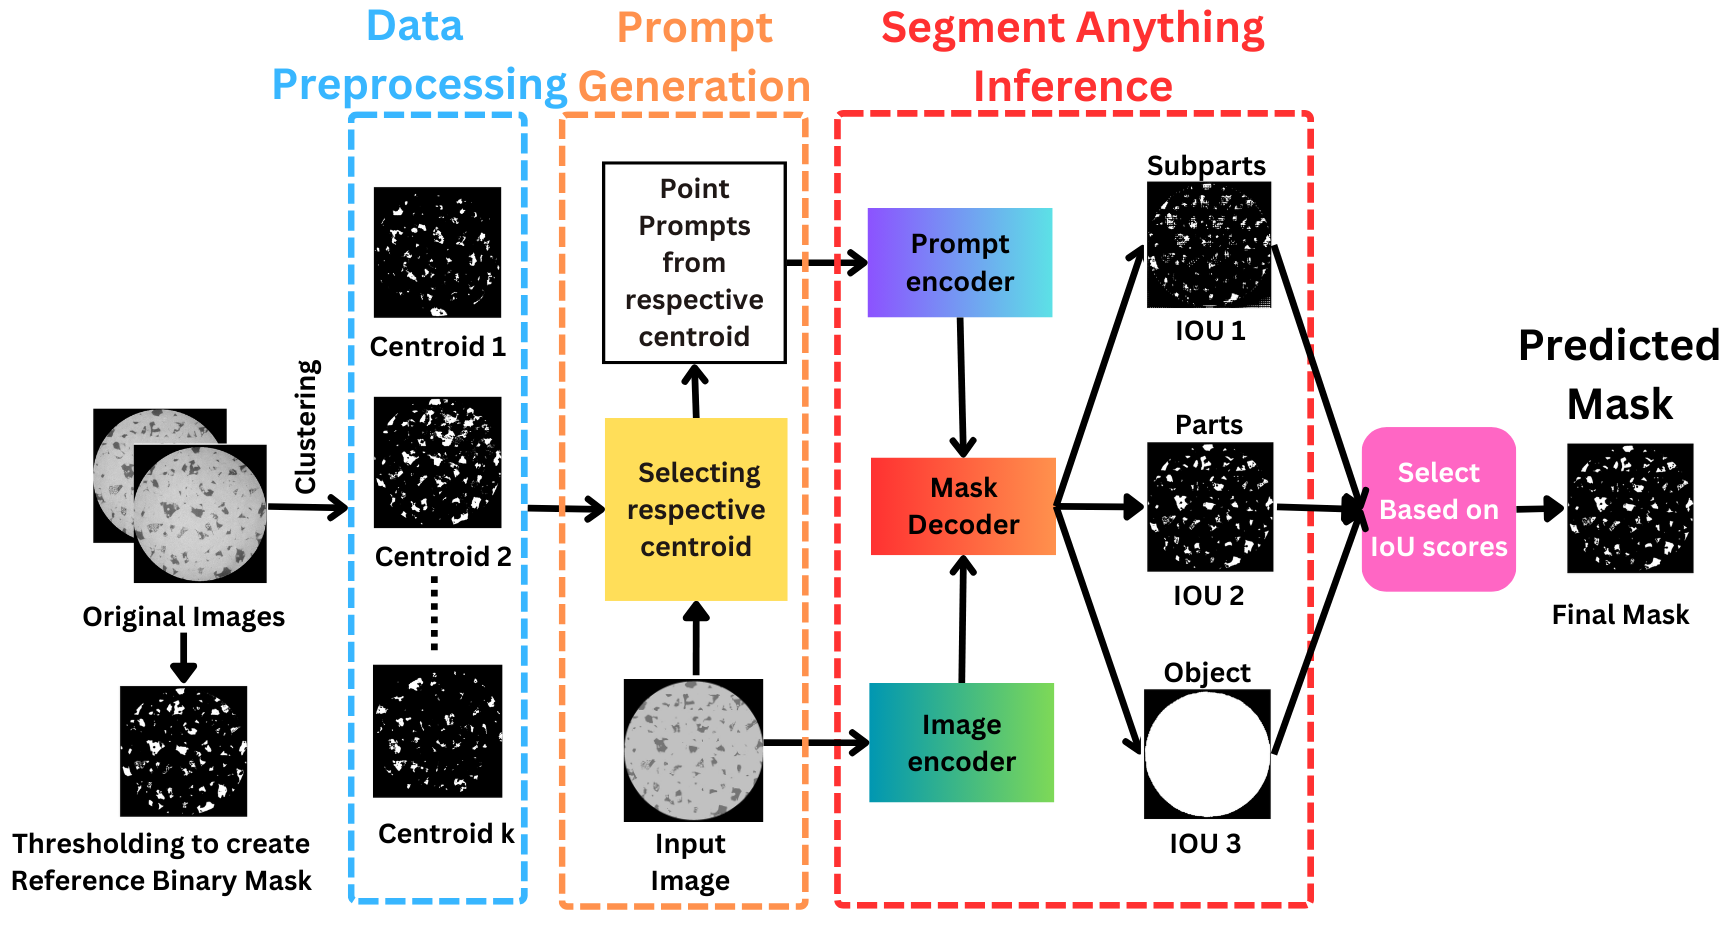 Data
Preprocessing
Prompt
Generation
Segment Anything
Inference
Original Images
Thresholding to create
Reference Binary Mask
Clustering
Centroid 1
Centroid 2
Centroid k
Point
Prompts
from
respective
centroid
Selecting
respective
centroid
Input
Image
Prompt
encoder
Mask
Decoder
Image
encoder
Subparts
IOU 1
Parts
IOU 2
Object
IOU 3
Select
Based on
IoU scores
Predicted
Mask
Final Mask